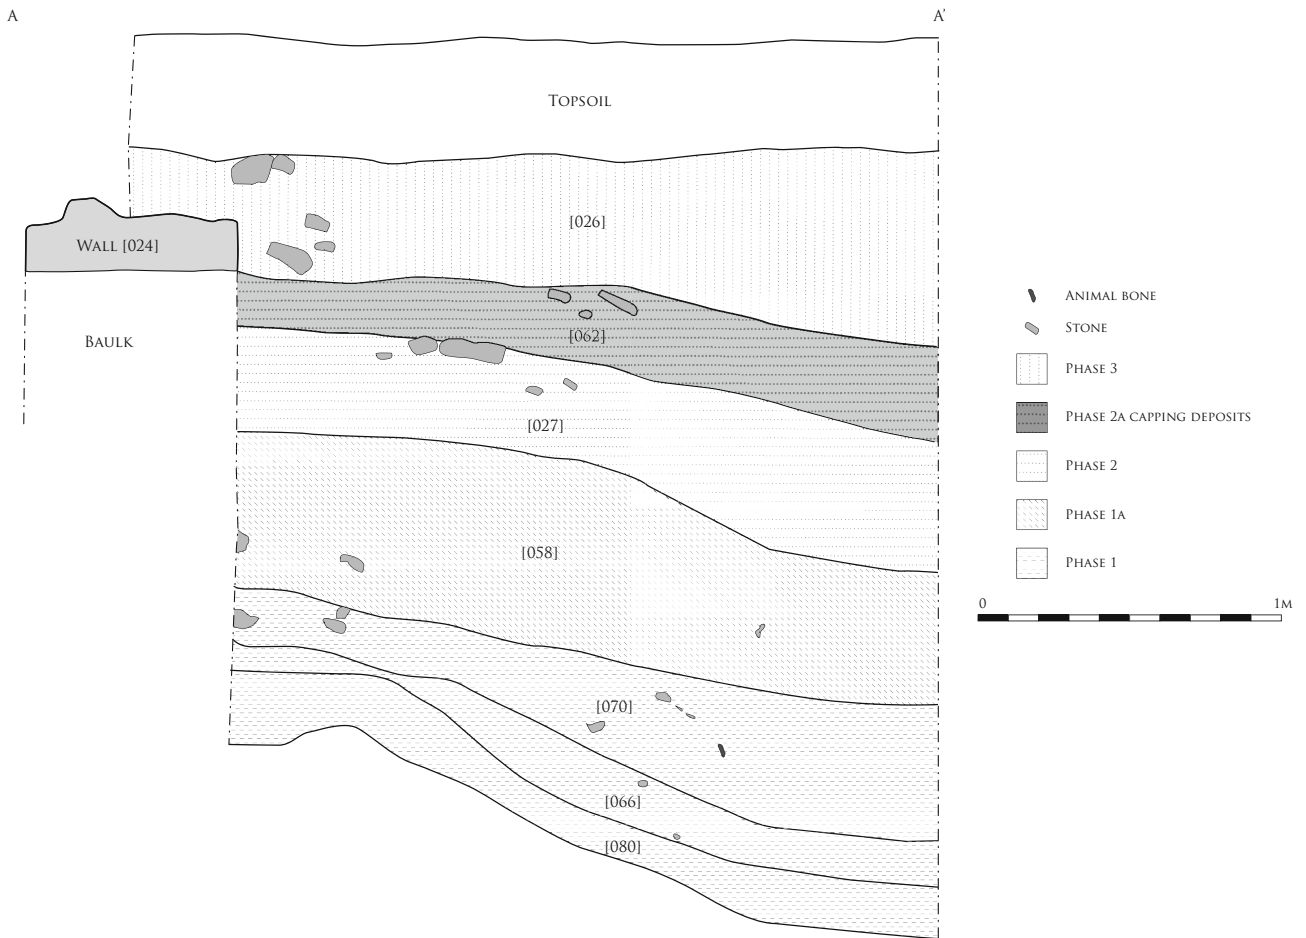 A
A'
Topsoil
[026]
Wall [024]
Baulk
[062]
[027]
[058]
[070]
[066]
[080]
Animal bone
Stone
Phase 3
Phase 2a capping deposits
Phase 2
Phase 1a
Phase 1
0 1m